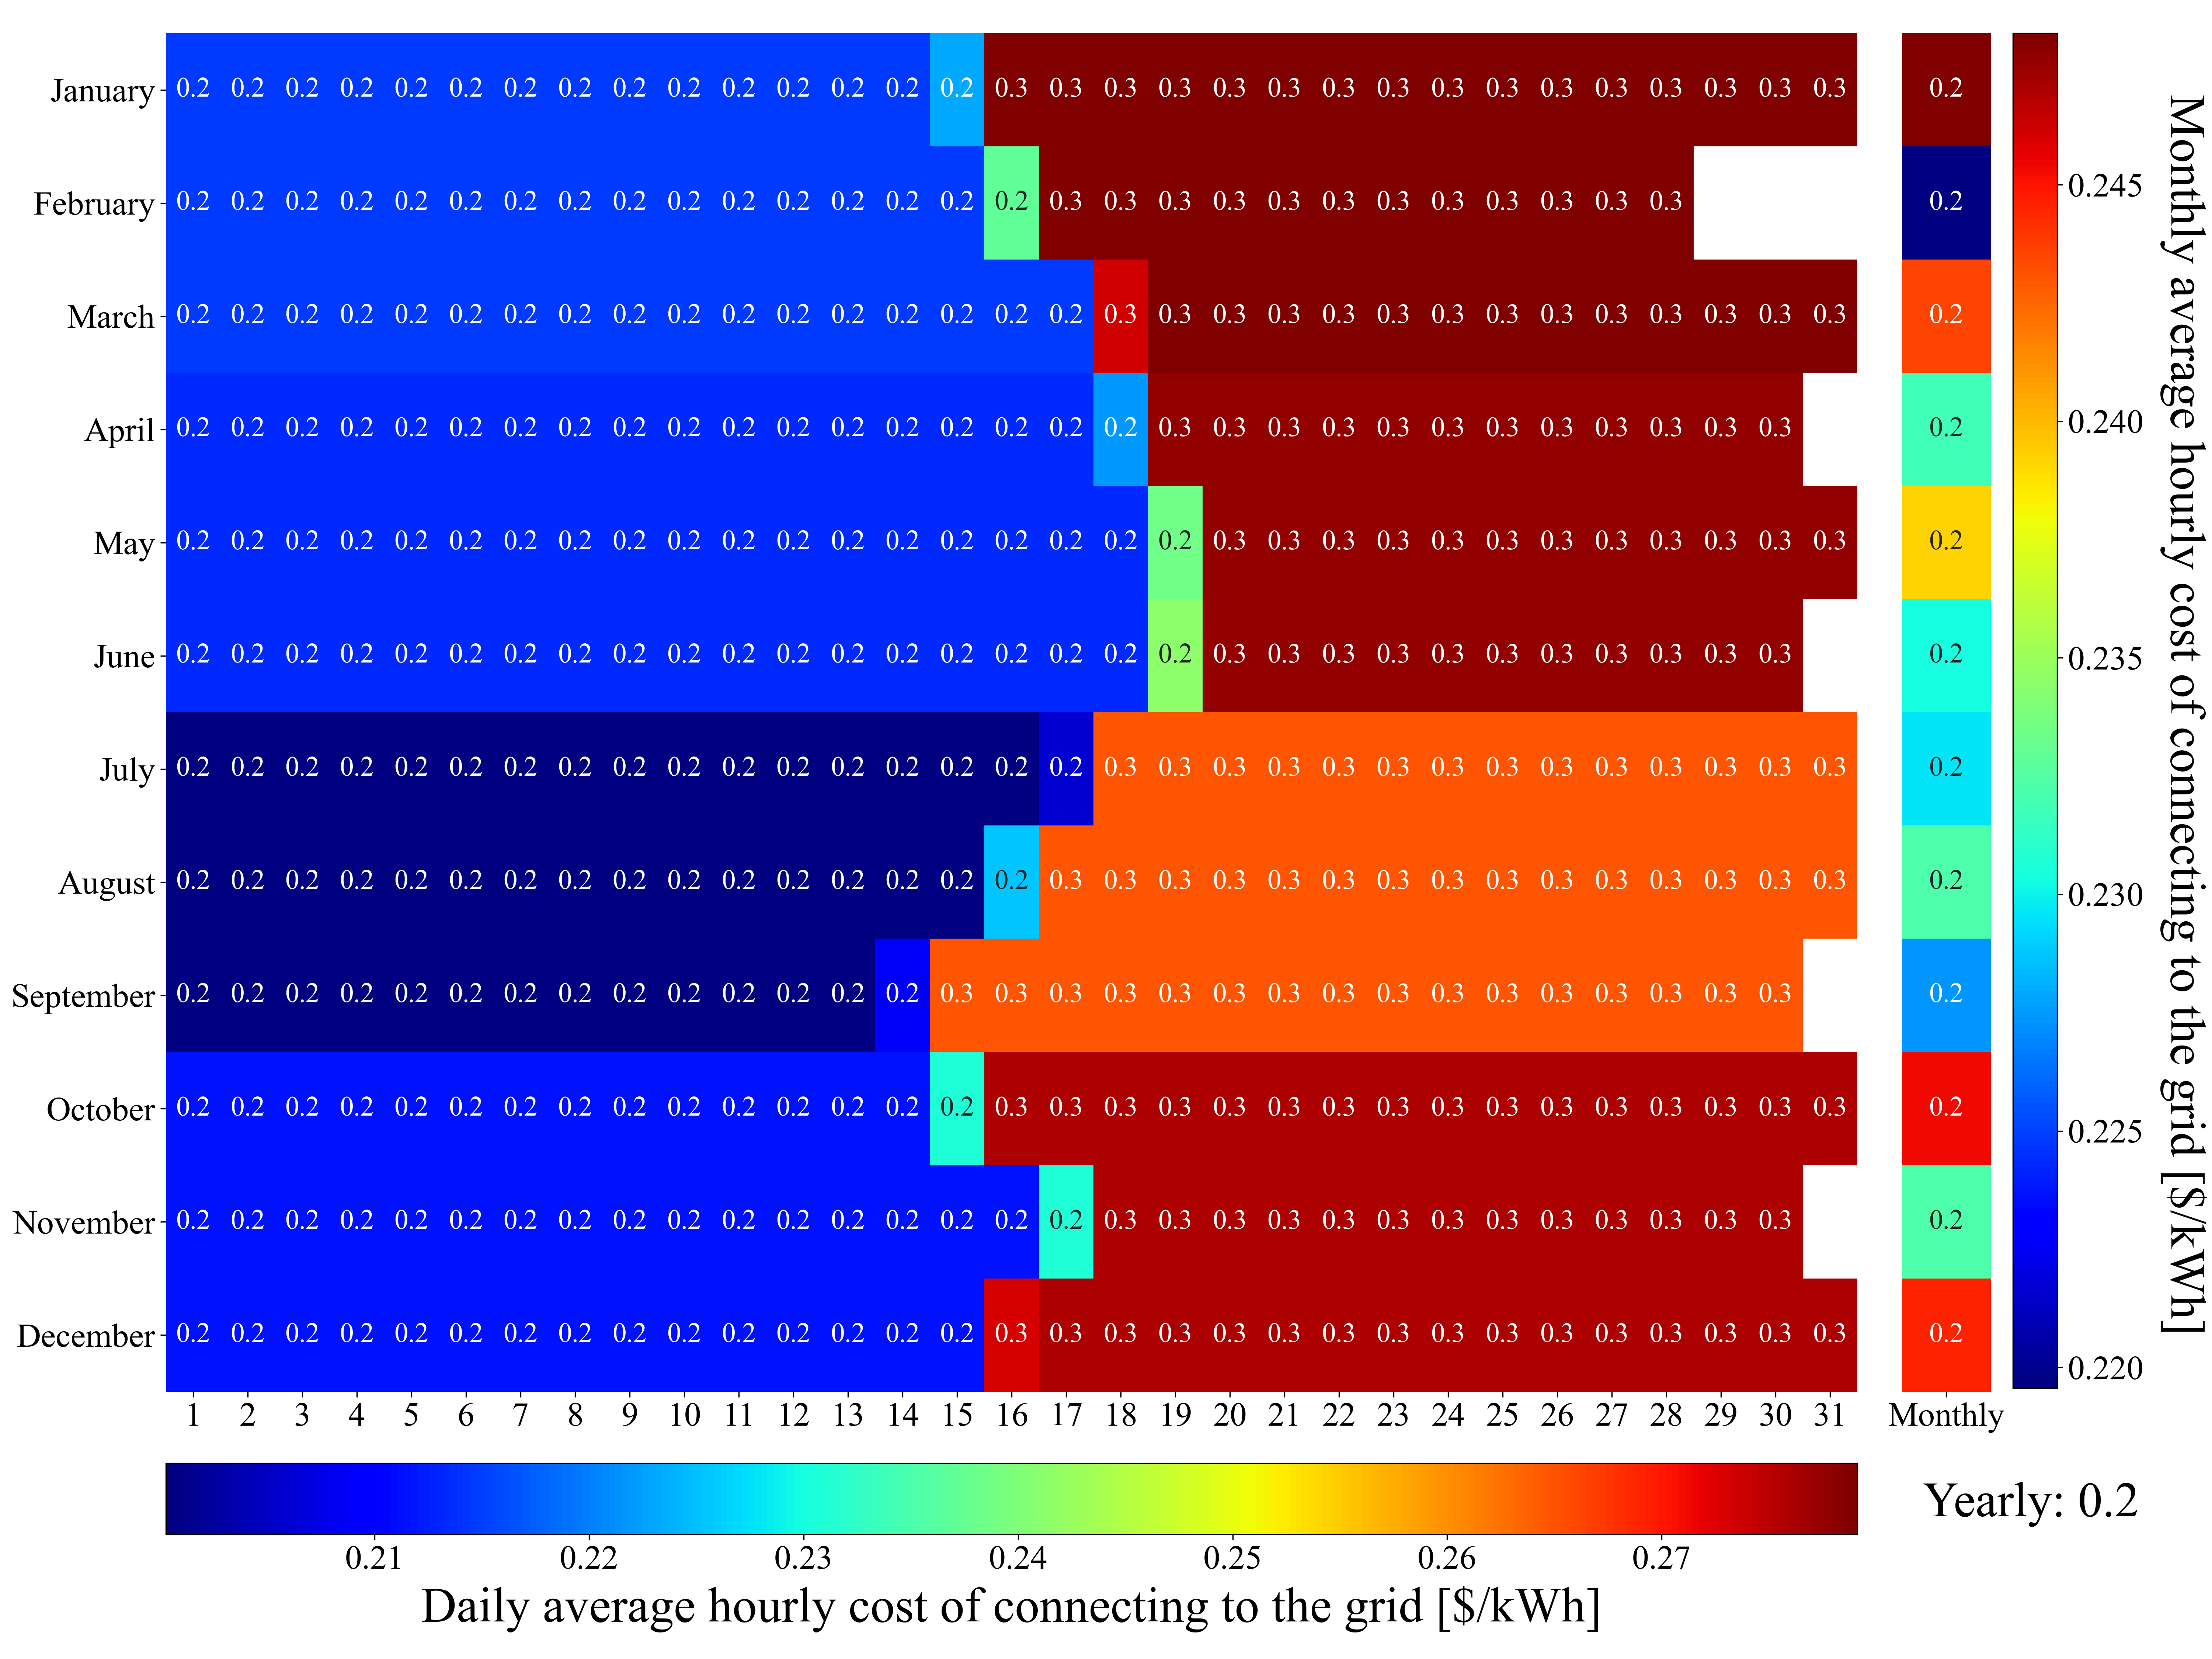 January 0.2 0.2 0.2 0.2 0.2 0.2 0.2 0.2 0.2 0.2 0.2 0.2 0.2 0.2 0.2 0.3 0.3 0.3 0.3 0.3 0.3 0.3 0.3 0.3 0.3 0.3 0.3 0.3 0.3 0.3 0.3 0.2
February 0.2 0.2 0.2 0.2 0.2 0.2 0.2 0.2 0.2 0.2 0.2 0.2 0.2 0.2 0.2 0.2 0.3 0.3 0.3 0.3 0.3 0.3 0.3 0.3 0.3 0.3 0.3 0.3 0.2
March 0.2 0.2 0.2 0.2 0.2 0.2 0.2 0.2 0.2 0.2 0.2 0.2 0.2 0.2 0.2 0.2 0.2 0.3 0.3 0.3 0.3 0.3 0.3 0.3 0.3 0.3 0.3 0.3 0.3 0.3 0.3 0.2
April 0.2 0.2 0.2 0.2 0.2 0.2 0.2 0.2 0.2 0.2 0.2 0.2 0.2 0.2 0.2 0.2 0.2 0.2 0.3 0.3 0.3 0.3 0.3 0.3 0.3 0.3 0.3 0.3 0.3 0.3 0.2
May 0.2 0.2 0.2 0.2 0.2 0.2 0.2 0.2 0.2 0.2 0.2 0.2 0.2 0.2 0.2 0.2 0.2 0.2 0.2 0.3 0.3 0.3 0.3 0.3 0.3 0.3 0.3 0.3 0.3 0.3 0.3 0.2
June 0.2 0.2 0.2 0.2 0.2 0.2 0.2 0.2 0.2 0.2 0.2 0.2 0.2 0.2 0.2 0.2 0.2 0.2 0.2 0.3 0.3 0.3 0.3 0.3 0.3 0.3 0.3 0.3 0.3 0.3 0.2
July 0.2 0.2 0.2 0.2 0.2 0.2 0.2 0.2 0.2 0.2 0.2 0.2 0.2 0.2 0.2 0.2 0.2 0.3 0.3 0.3 0.3 0.3 0.3 0.3 0.3 0.3 0.3 0.3 0.3 0.3 0.3 0.2
August 0.2 0.2 0.2 0.2 0.2 0.2 0.2 0.2 0.2 0.2 0.2 0.2 0.2 0.2 0.2 0.2 0.3 0.3 0.3 0.3 0.3 0.3 0.3 0.3 0.3 0.3 0.3 0.3 0.3 0.3 0.3 0.2
September 0.2 0.2 0.2 0.2 0.2 0.2 0.2 0.2 0.2 0.2 0.2 0.2 0.2 0.2 0.3 0.3 0.3 0.3 0.3 0.3 0.3 0.3 0.3 0.3 0.3 0.3 0.3 0.3 0.3 0.3 0.2
October 0.2 0.2 0.2 0.2 0.2 0.2 0.2 0.2 0.2 0.2 0.2 0.2 0.2 0.2 0.2 0.3 0.3 0.3 0.3 0.3 0.3 0.3 0.3 0.3 0.3 0.3 0.3 0.3 0.3 0.3 0.3 0.2
November 0.2 0.2 0.2 0.2 0.2 0.2 0.2 0.2 0.2 0.2 0.2 0.2 0.2 0.2 0.2 0.2 0.2 0.3 0.3 0.3 0.3 0.3 0.3 0.3 0.3 0.3 0.3 0.3 0.3 0.3 0.2
December 0.2 0.2 0.2 0.2 0.2 0.2 0.2 0.2 0.2 0.2 0.2 0.2 0.2 0.2 0.2 0.3 0.3 0.3 0.3 0.3 0.3 0.3 0.3 0.3 0.3 0.3 0.3 0.3 0.3 0.3 0.3 0.2
1 2 3 4 5 6 7 8 9 10 11 12 13 14 15 16 17 18 19 20 21 22 23 24 25 26 27 28 29 30 31 Monthly
0.245
0.240
0.235
0.230
0.225
0.220
Monthly average hourly cost of connecting to the grid [$/kWh]
0.21 0.22 0.23 0.24 0.25 0.26 0.27
Daily average hourly cost of connecting to the grid [$/kWh]
Yearly: 0.2